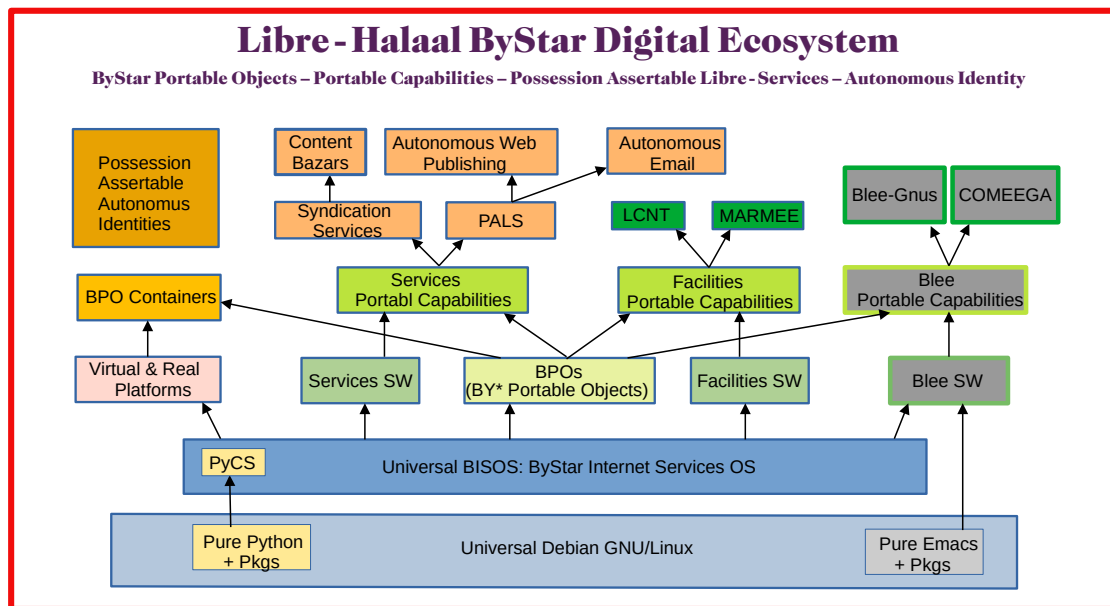 Libre-Halaal ByStar Digital Ecosystem
ByStar Portable Objects – Portable Capabilities – Possession Assertable Libre-Services – Autonomous Identity
Possession
Assertable
Autonomus
Identities
Content
Bazars
Autonomous Web
Publishing
Autonomous
Email
Syndication
Services
PALS
LCNT
MARMEE
Blee-Gnus
COMEEGA
BPO Containers
Services
Portabl Capabilities
Facilities
Portable Capabilities
Blee
Portable Capabilities
Virtual & Real
Platforms
Services SW
BPOs
(BY* Portable Objects)
Facilities SW
Blee SW
PyCS
Universal BISOS: ByStar Internet Services OS
Pure Python
+ Pkgs
Universal Debian GNU/Linux
Pure Emacs
+ Pkgs